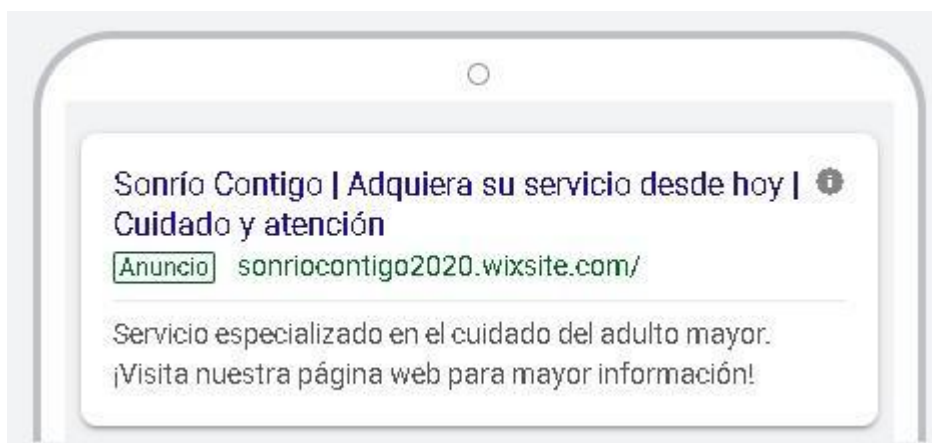 Sonrío Contigo | Adquiera su servicio desde hoy |
Cuidado y atención
Anuncio sonriocontigo2020.wixsite.com/
Servicio especializado en el cuidado del adulto mayor.
¡Visita nuestra página web para mayor información!